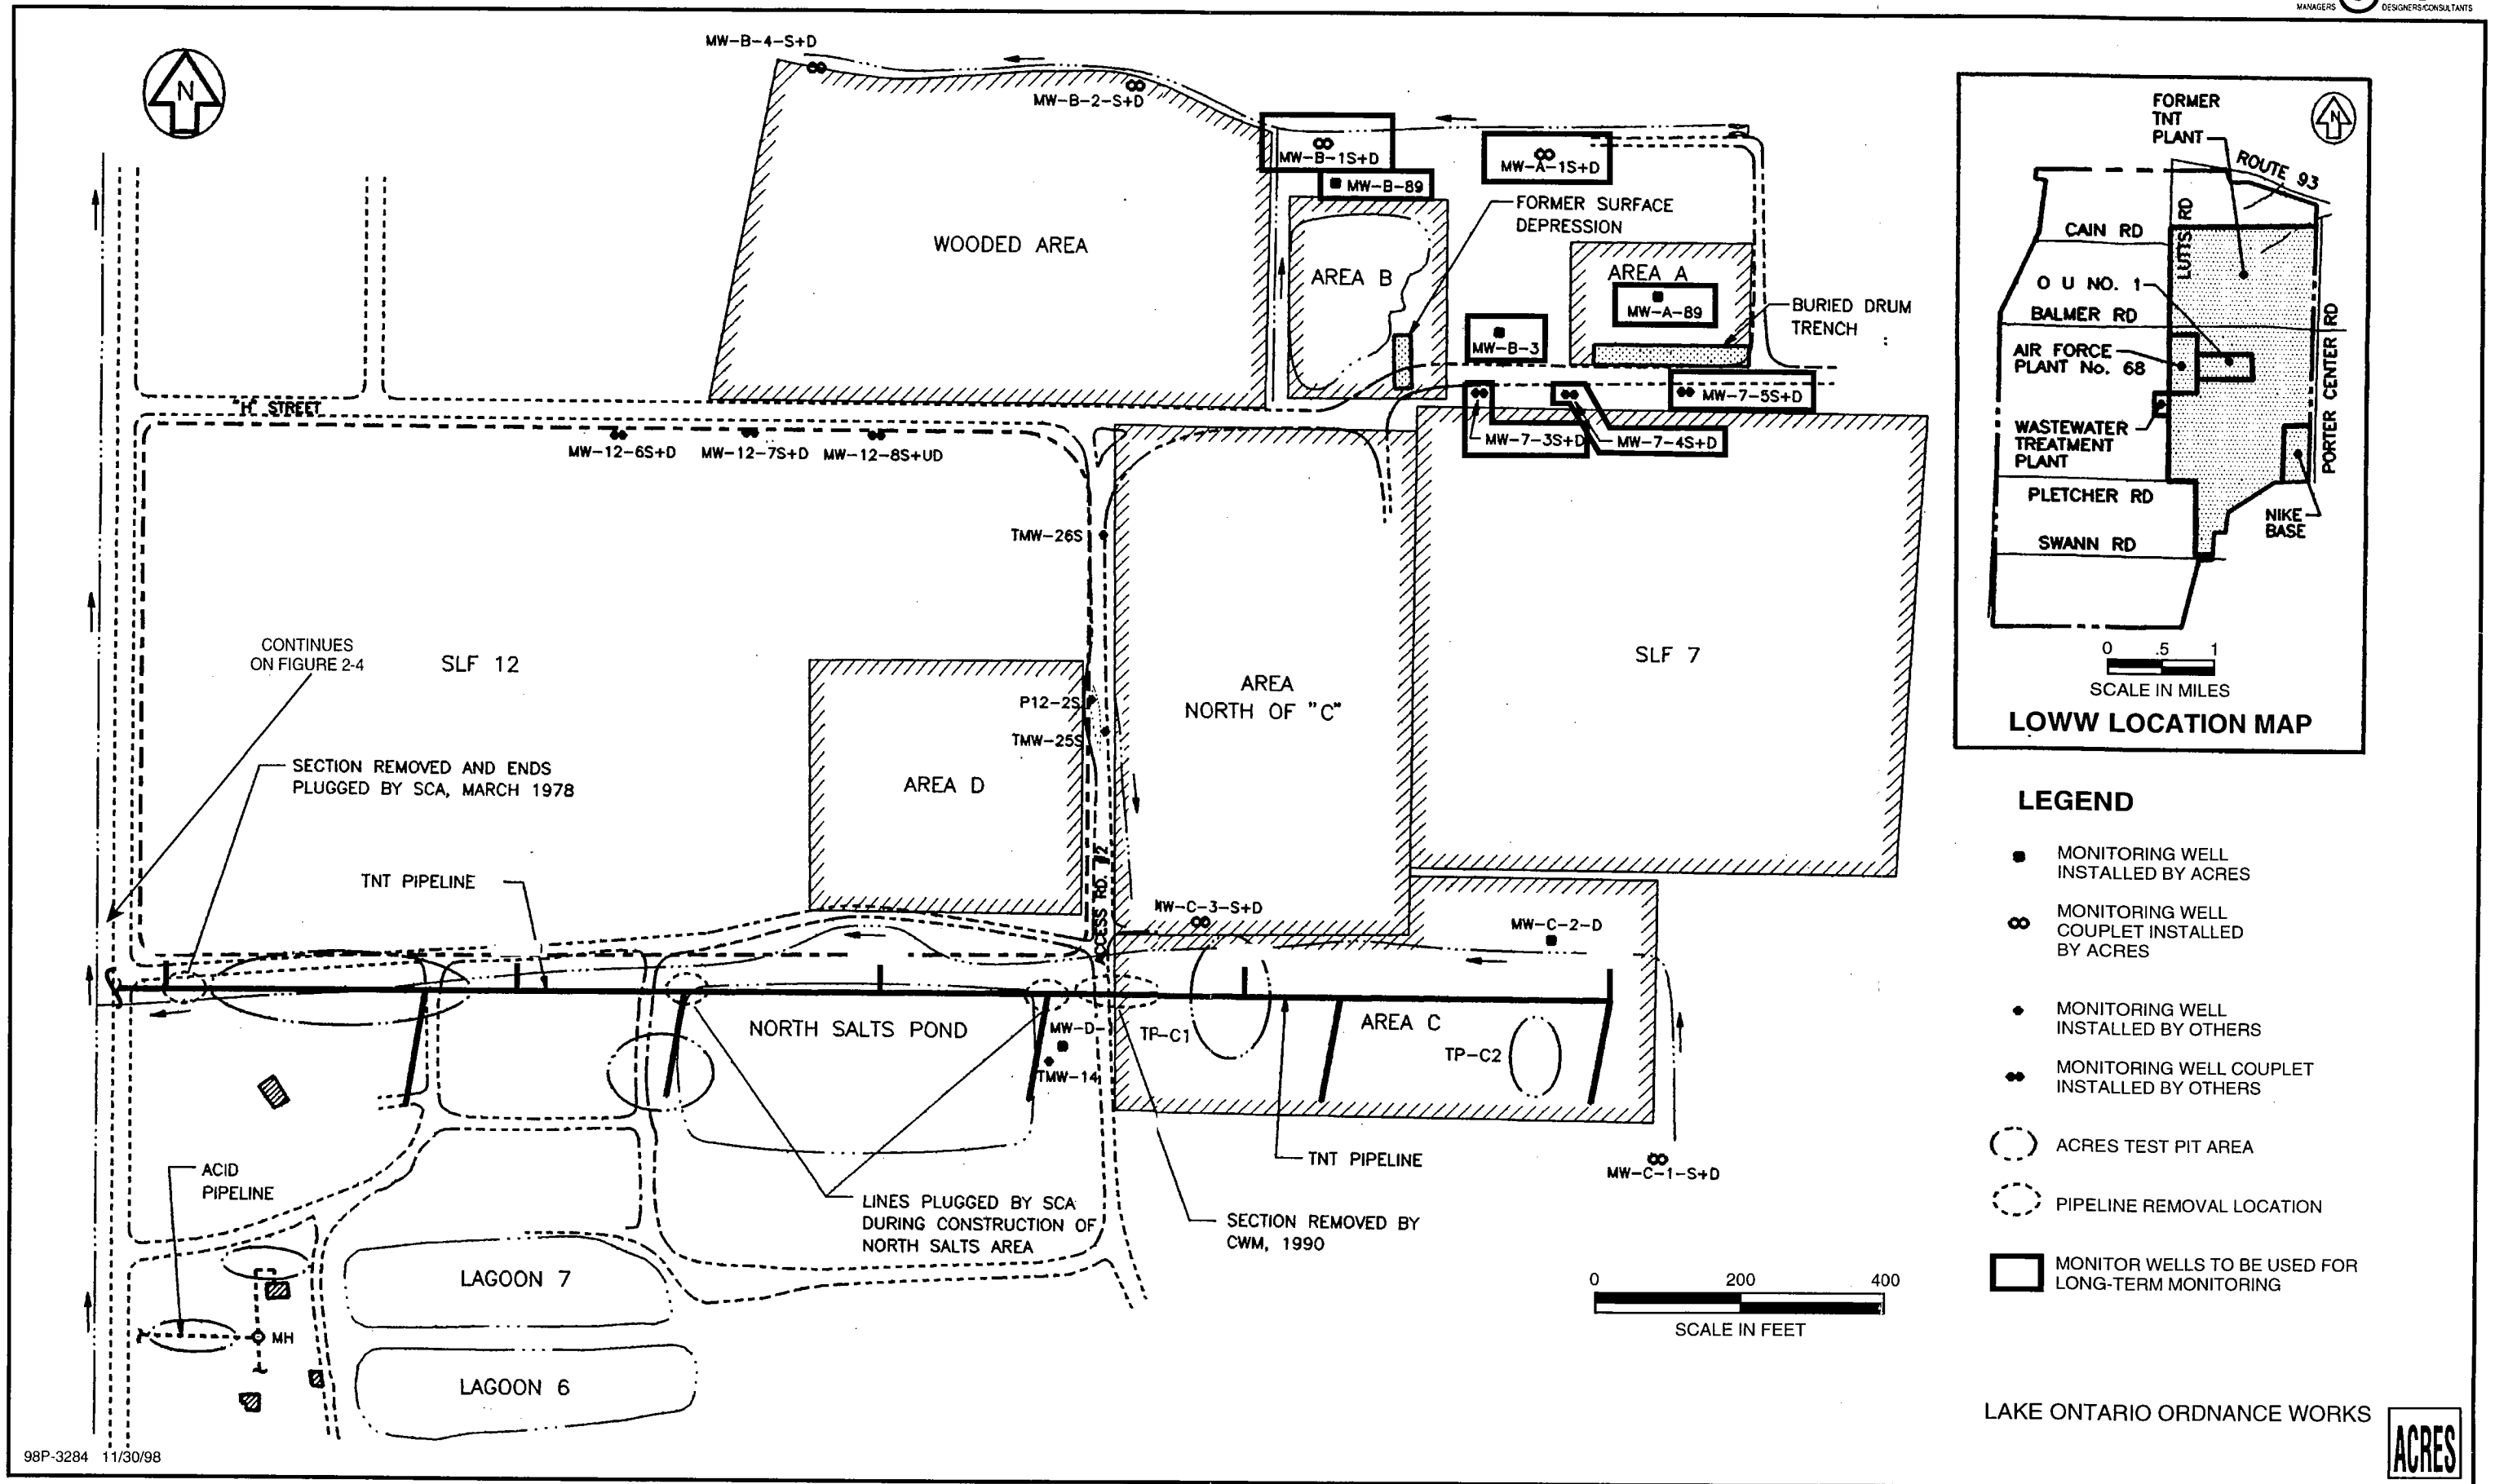 MANAGERS
DESIGNERS/CONSULTANTS
N
MW-B-4-S+D
MW-B-2-S+D
MW-B-1S+D
MW-B-89
MW-A-1S+D
FORMER SURFACE
DEPRESSION
WOODED AREA
AREA B
AREA A
MW-A-89
MW-B-3
BURIED DRUM
TRENCH
"H" STREET
MW-7-5S+D
MW-7-3S+D
MW-7-4S+D
MW-12-6S+D
MW-12-7S+D
MW-12-8S+UD
TMW-26S
CONTINUES
ON FIGURE 2-4
SLF 12
SLF 7
AREA
NORTH OF "C"
P12-2S
TMW-25S
SECTION REMOVED AND ENDS
PLUGGED BY SCA, MARCH 1978
AREA D
TNT PIPELINE
ACCESS RD.
MW-C-3-S+D
MW-C-2-D
NORTH SALTS POND
MW-D-
TMW-14
TP-C1
AREA C
TP-C2
TNT PIPELINE
MW-C-1-S+D
ACID
PIPELINE
LINES PLUGGED BY SCA
DURING CONSTRUCTION OF
NORTH SALTS AREA
SECTION REMOVED BY
CWM, 1990
LAGOON 7
MH
LAGOON 6
0 200 400
SCALE IN FEET
98P-3284 11/30/98
FORMER
TNT
PLANT
N
ROUTE 93
LUTTS RD
CAIN RD
O U NO. 1
BALMER RD
AIR FORCE
PLANT No. 68
PORTER CENTER RD
WASTEWATER
TREATMENT
PLANT
PLETCHER RD
NIKE
BASE
SWANN RD
0 .5 1
SCALE IN MILES
LOWW LOCATION MAP
LEGEND
MONITORING WELL
INSTALLED BY ACRES
MONITORING WELL
COUPLET INSTALLED
BY ACRES
MONITORING WELL
INSTALLED BY OTHERS
MONITORING WELL COUPLET
INSTALLED BY OTHERS
ACRES TEST PIT AREA
PIPELINE REMOVAL LOCATION
MONITOR WELLS TO BE USED FOR
LONG-TERM MONITORING
LAKE ONTARIO ORDNANCE WORKS
ACRES